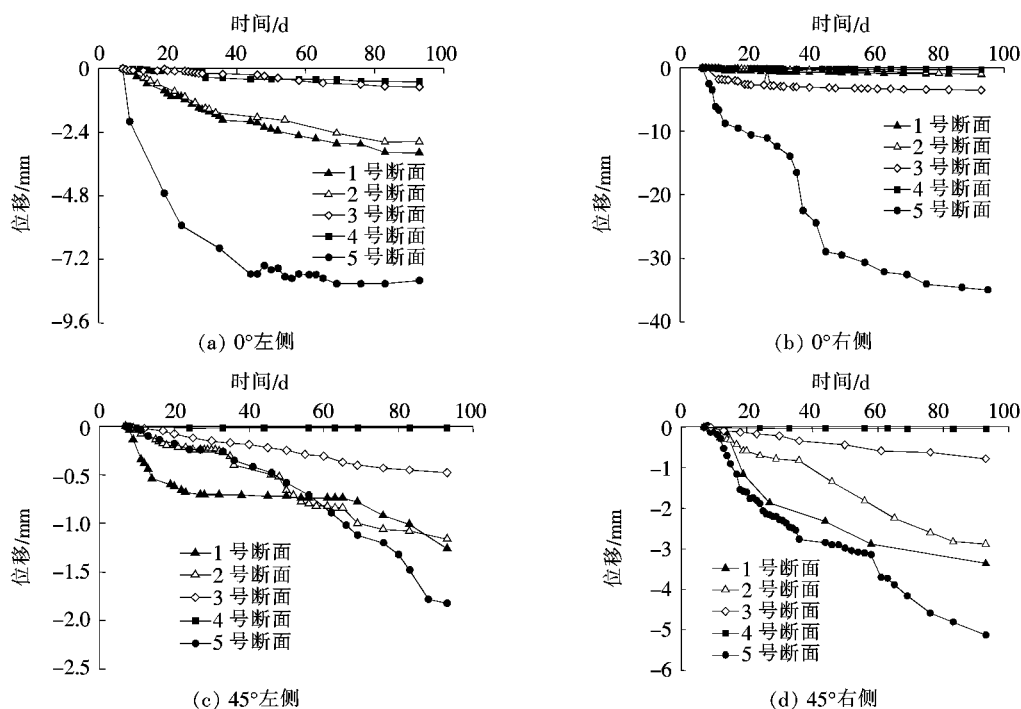 时间/d
0 20 40 60 80 100
0
-2.4
-4.8
-7.2
-9.6
位移/mm
1 号断面
2 号断面
3 号断面
4 号断面
5 号断面
(a) 0°左侧
时间/d
0 20 40 60 80 100
0
-10
-20
-30
-40
位移/mm
1 号断面
2 号断面
3 号断面
4 号断面
5 号断面
(b) 0°右侧
时间/d
0 20 40 60 80 100
0
-0.5
-1.0
-1.5
-2.0
-2.5
位移/mm
1 号断面
2 号断面
3 号断面
4 号断面
5 号断面
(c) 45°左侧
时间/d
0 20 40 60 80 100
0
-1
-2
-3
-4
-5
-6
位移/mm
1 号断面
2 号断面
3 号断面
4 号断面
5 号断面
(d) 45°右侧